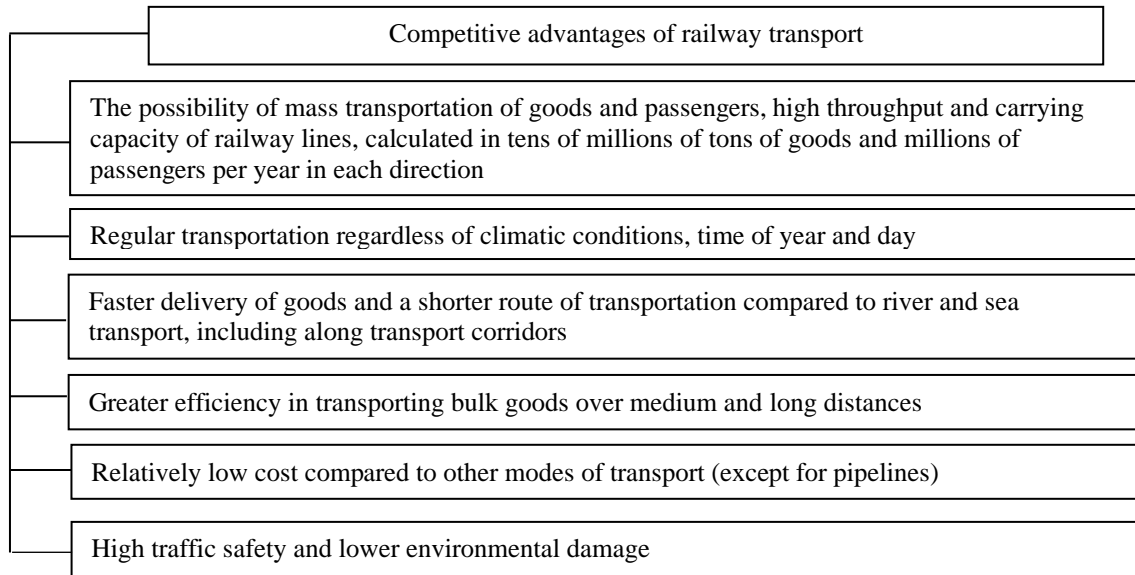 Competitive advantages of railway transport
The possibility of mass transportation of goods and passengers, high throughput and carrying
capacity of railway lines, calculated in tens of millions of tons of goods and millions of
passengers per year in each direction
Regular transportation regardless of climatic conditions, time of year and day
Faster delivery of goods and a shorter route of transportation compared to river and sea
transport, including along transport corridors
Greater efficiency in transporting bulk goods over medium and long distances
Relatively low cost compared to other modes of transport (except for pipelines)
High traffic safety and lower environmental damage